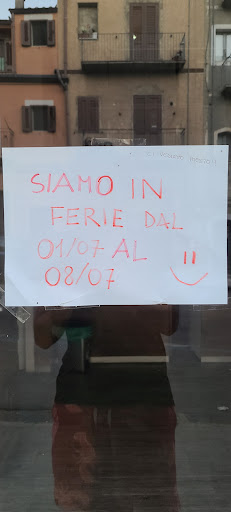 SIAMO IN
FERIE DAL
01/07 AL
08/07